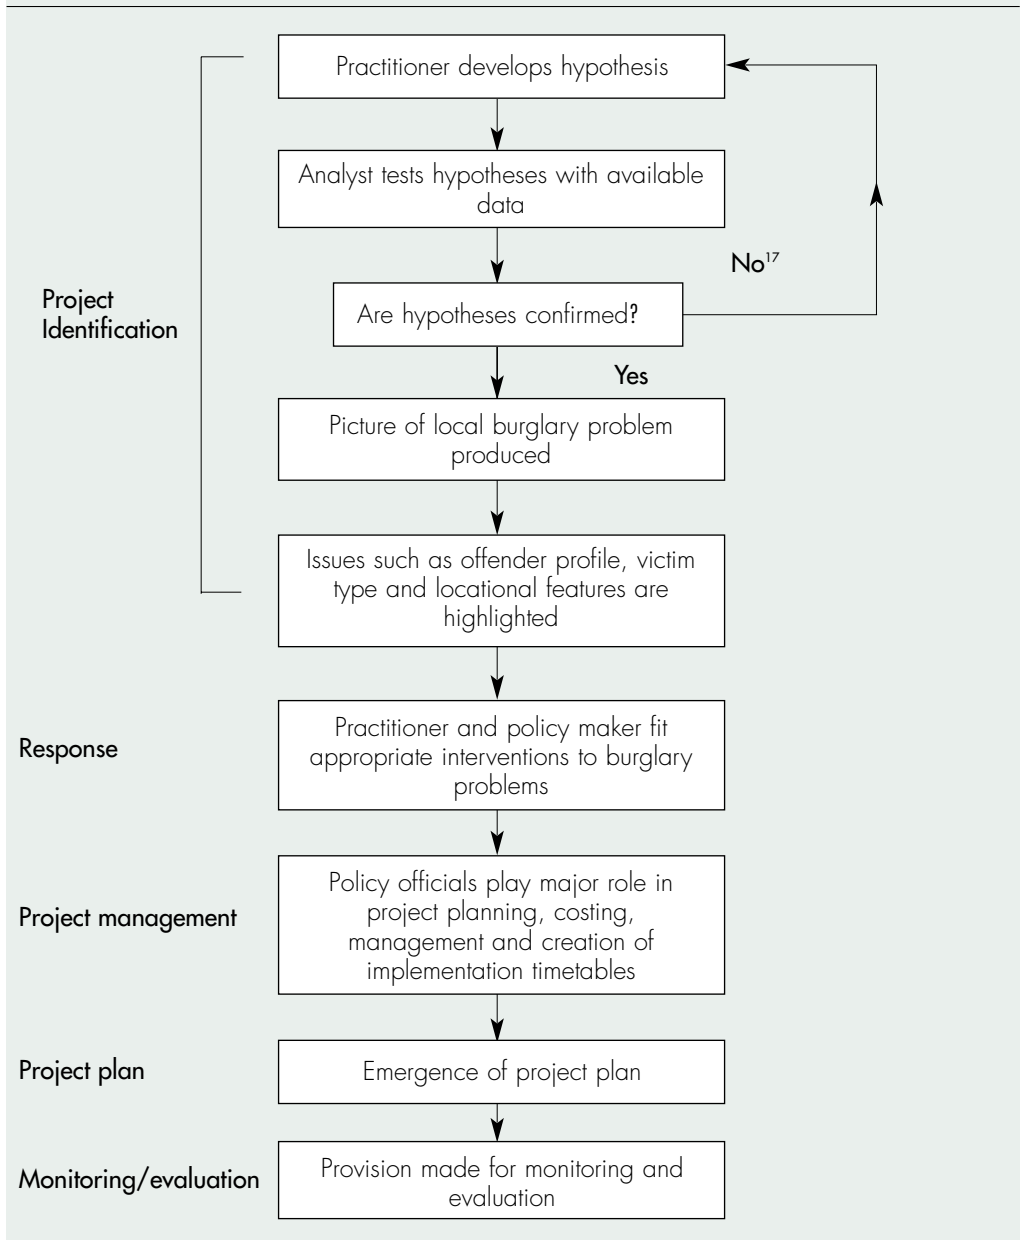 Practitioner develops hypothesis
Analyst tests hypotheses with available
data
No¹⁷
Project
Identification
Are hypotheses confirmed?
Yes
Picture of local burglary problem
produced
Issues such as offender profile, victim
type and locational features are
highlighted
Response
Practitioner and policy maker fit
appropriate interventions to burglary
problems
Project management
Policy officials play major role in
project planning, costing,
management and creation of
implementation timetables
Project plan
Emergence of project plan
Monitoring/evaluation
Provision made for monitoring and
evaluation